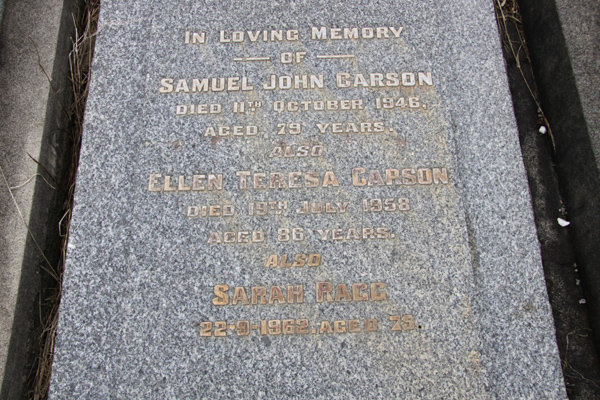 In Loving Memory
of
Samuel John Carson
Died 11th October 1946.
Aged 79 Years.
Also
Ellen Teresa Carson
Died 19th July 1958
Aged 86 Years.
Also
Sarah Ragg
22-9-1962. Aged 75.